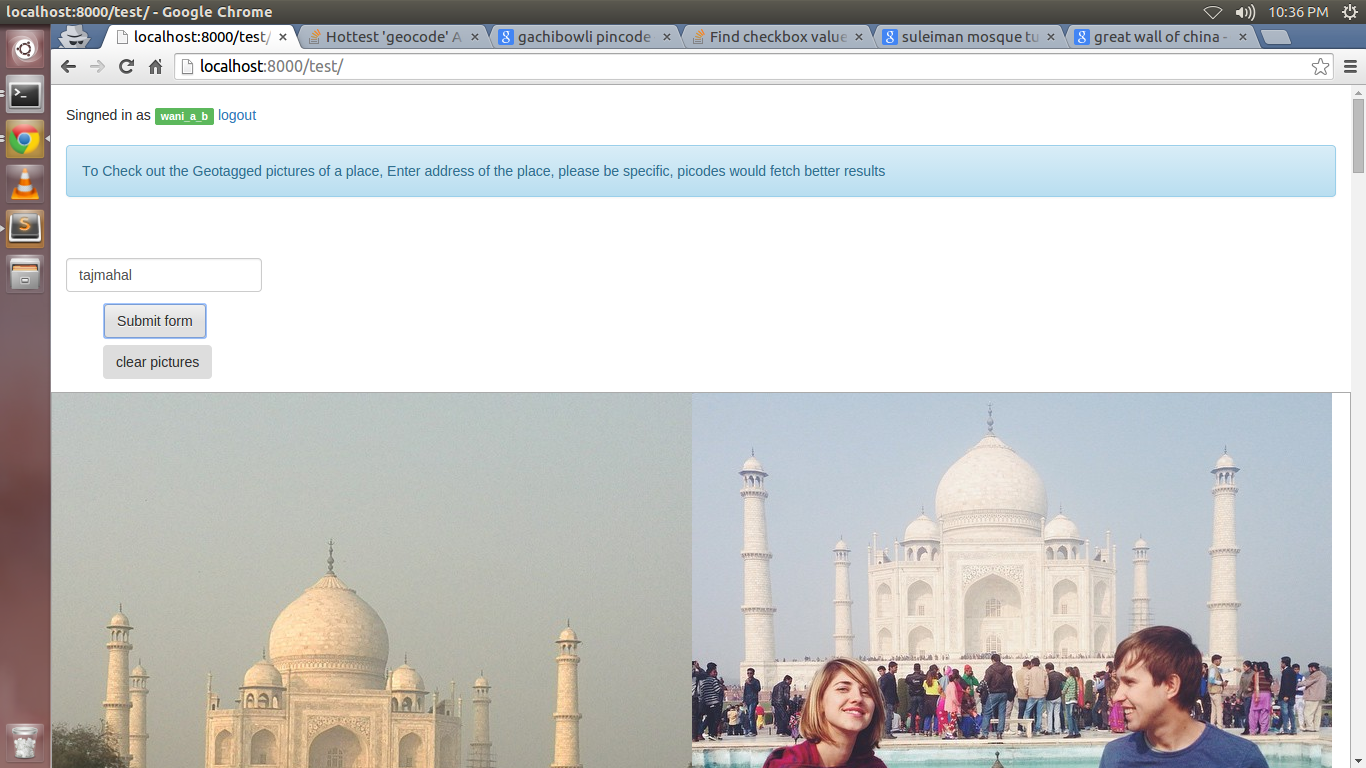 localhost:8000/test/ - Google Chrome
10:36 PM
localhost:8000/test/
Hottest 'geocode' A
gachibowli pincode
Find checkbox value
suleiman mosque tu
great wall of china -
localhost:8000/test/
Singned in as wani_a_b logout
To Check out the Geotagged pictures of a place, Enter address of the place, please be specific, picodes would fetch better results
tajmahal
Submit form
clear pictures